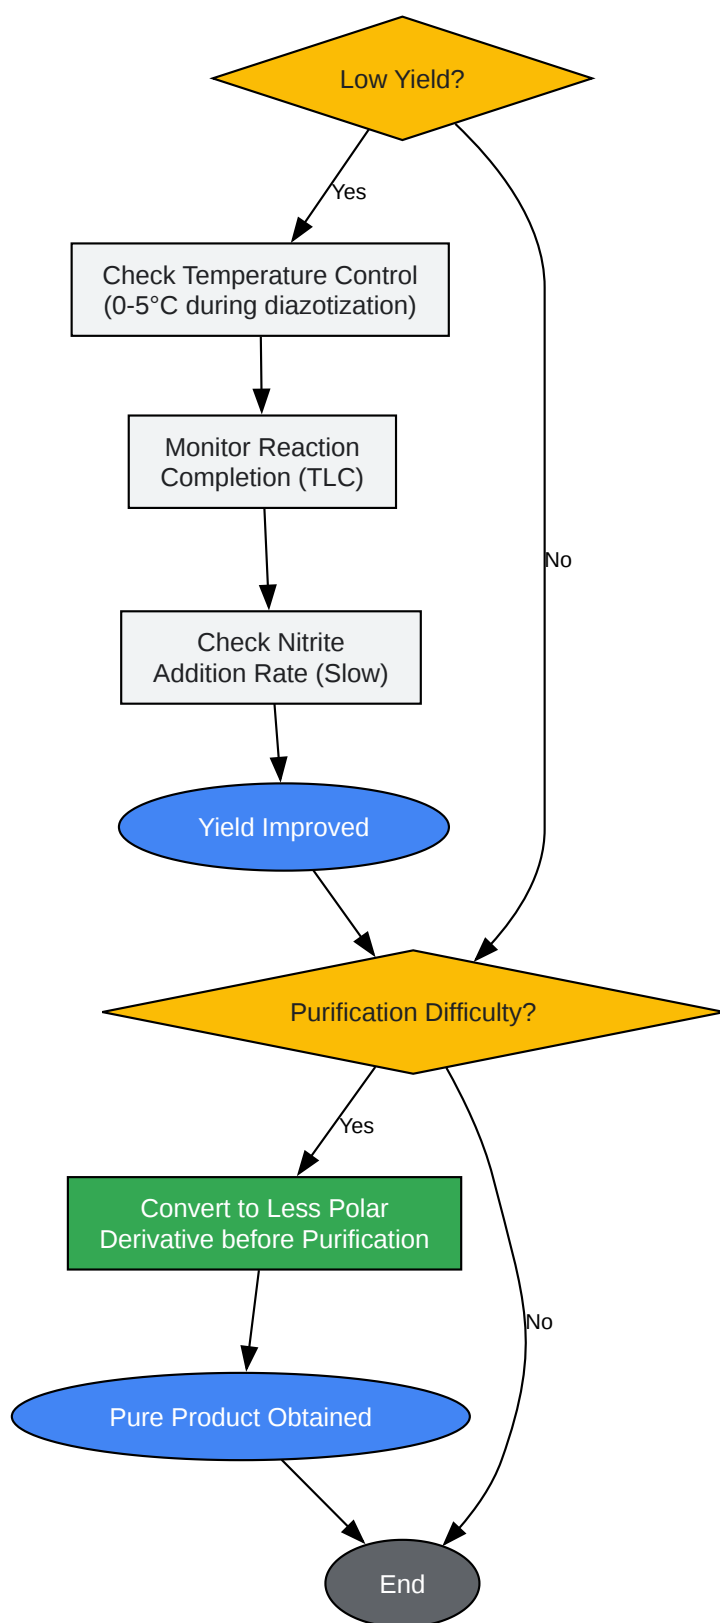 Low Yield?
Yes
Check Temperature Control
(0-5°C during diazotization)
Monitor Reaction
Completion (TLC)
No
Check Nitrite
Addition Rate (Slow)
Yield Improved
Purification Difficulty?
Yes
Convert to Less Polar
Derivative before Purification
No
Pure Product Obtained
End